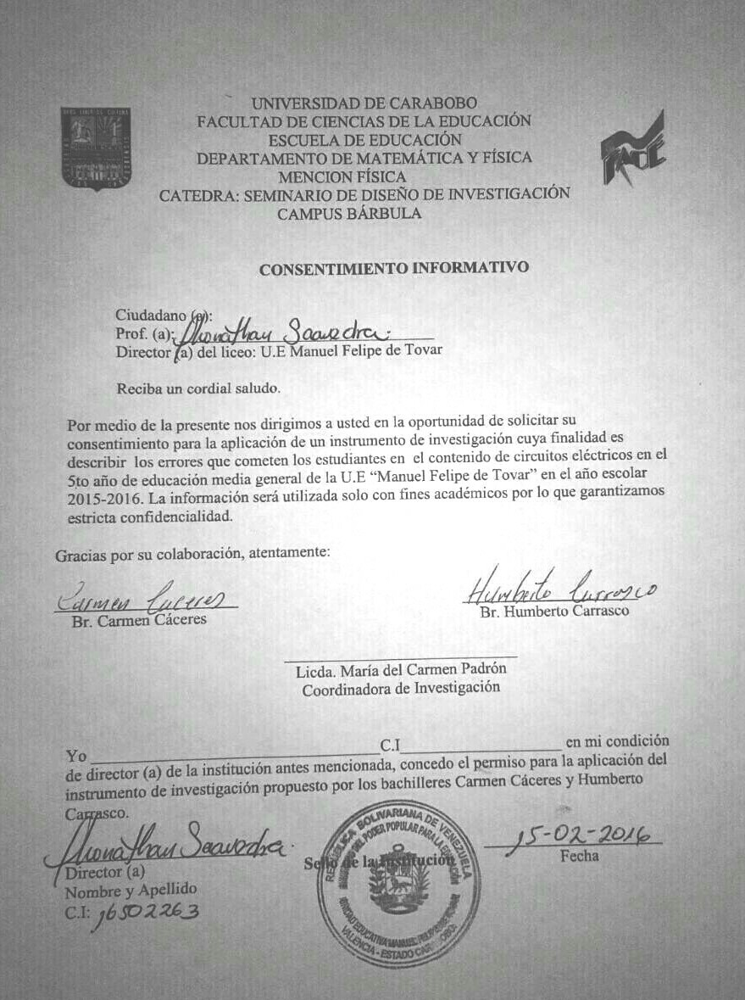 UNIVERSIDAD DE CARABOBO
FACULTAD DE CIENCIAS DE LA EDUCACIÓN
ESCUELA DE EDUCACIÓN
DEPARTAMENTO DE MATEMÁTICA Y FÍSICA
MENCION FÍSICA
CATEDRA: SEMINARIO DE DISEÑO DE INVESTIGACIÓN
CAMPUS BÁRBULA
FACE
CONSENTIMIENTO INFORMATIVO
Ciudadano (a):
Prof. (a): Jhonathan Saavedra.
Director (a) del liceo: U.E Manuel Felipe de Tovar
Reciba un cordial saludo.
Por medio de la presente nos dirigimos a usted en la oportunidad de solicitar su
consentimiento para la aplicación de un instrumento de investigación cuya finalidad es
describir los errores que cometen los estudiantes en el contenido de circuitos eléctricos en el
5to año de educación media general de la U.E “Manuel Felipe de Tovar” en el año escolar
2015-2016. La información será utilizada solo con fines académicos por lo que garantizamos
estricta confidencialidad.
Gracias por su colaboración, atentamente:
Carmen Caceres
Humberto Carrasco
Br. Carmen Cáceres
Br. Humberto Carrasco
Licda. María del Carmen Padrón
Coordinadora de Investigación
Yo ____ C.I ____ en mi condición
de director (a) de la institución antes mencionada, concedo el permiso para la aplicación del
instrumento de investigación propuesto por los bachilleres Carmen Cáceres y Humberto
Carrasco.
Jhonathan Saavedra.
Director (a)
Nombre y Apellido
C.I: 16502263
Sello de la Institución
REPÚBLICA BOLIVARIANA DE VENEZUELA
MINISTERIO DEL PODER POPULAR PARA LA EDUCACIÓN
UNIDAD EDUCATIVA MANUEL FELIPE DE TOVAR
VALENCIA - ESTADO CARABOBO
15-02-2016
Fecha